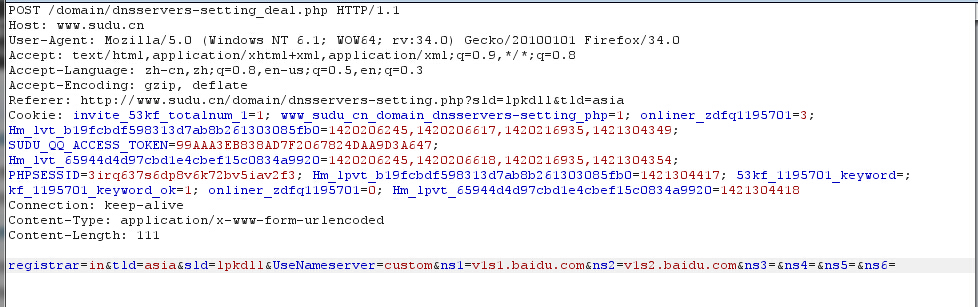 POST /domain/dnsservers-setting_deal.php HTTP/1.1
Host: www.sudu.cn
User-Agent: Mozilla/5.0 (Windows NT 6.1; WOW64; rv:34.0) Gecko/20100101 Firefox/34.0
Accept: text/html,application/xhtml+xml,application/xml;q=0.9,*/*;q=0.8
Accept-Language: zh-cn,zh;q=0.8,en-us;q=0.5,en;q=0.3
Accept-Encoding: gzip, deflate
Referer: http://www.sudu.cn/domain/dnsservers-setting.php?sld=lpkdll&tld=asia
Cookie: invite_53kf_totalnum_1=1; www_sudu_cn_domain_dnsservers-setting_php=1; onliner_zdfq1195701=3;
Hm_lvt_b19fcbdf598313d7ab8b261303085fb0=1420206245,1420206617,1420216935,1421304349;
SUDU_QQ_ACCESS_TOKEN=99AAA3EB838AD7F2067824DAA9D3A647;
Hm_lvt_65944d4d97cbd1e4cbef15c0834a9920=1420206245,1420206618,1420216935,1421304354;
PHPSESSID=3irq637s6dp8v6k72bv5iav2f3; Hm_lpvt_b19fcbdf598313d7ab8b261303085fb0=1421304417; 53kf_1195701_keyword=;
kf_1195701_keyword_ok=1; onliner_zdfq1195701=0; Hm_lpvt_65944d4d97cbd1e4cbef15c0834a9920=1421304418
Connection: keep-alive
Content-Type: application/x-www-form-urlencoded
Content-Length: 111
registrar=in&tld=asia&sld=lpkdll&UseNameserver=custom&ns1=v1s1.baidu.com&ns2=v1s2.baidu.com&ns3=&ns4=&ns5=&ns6=